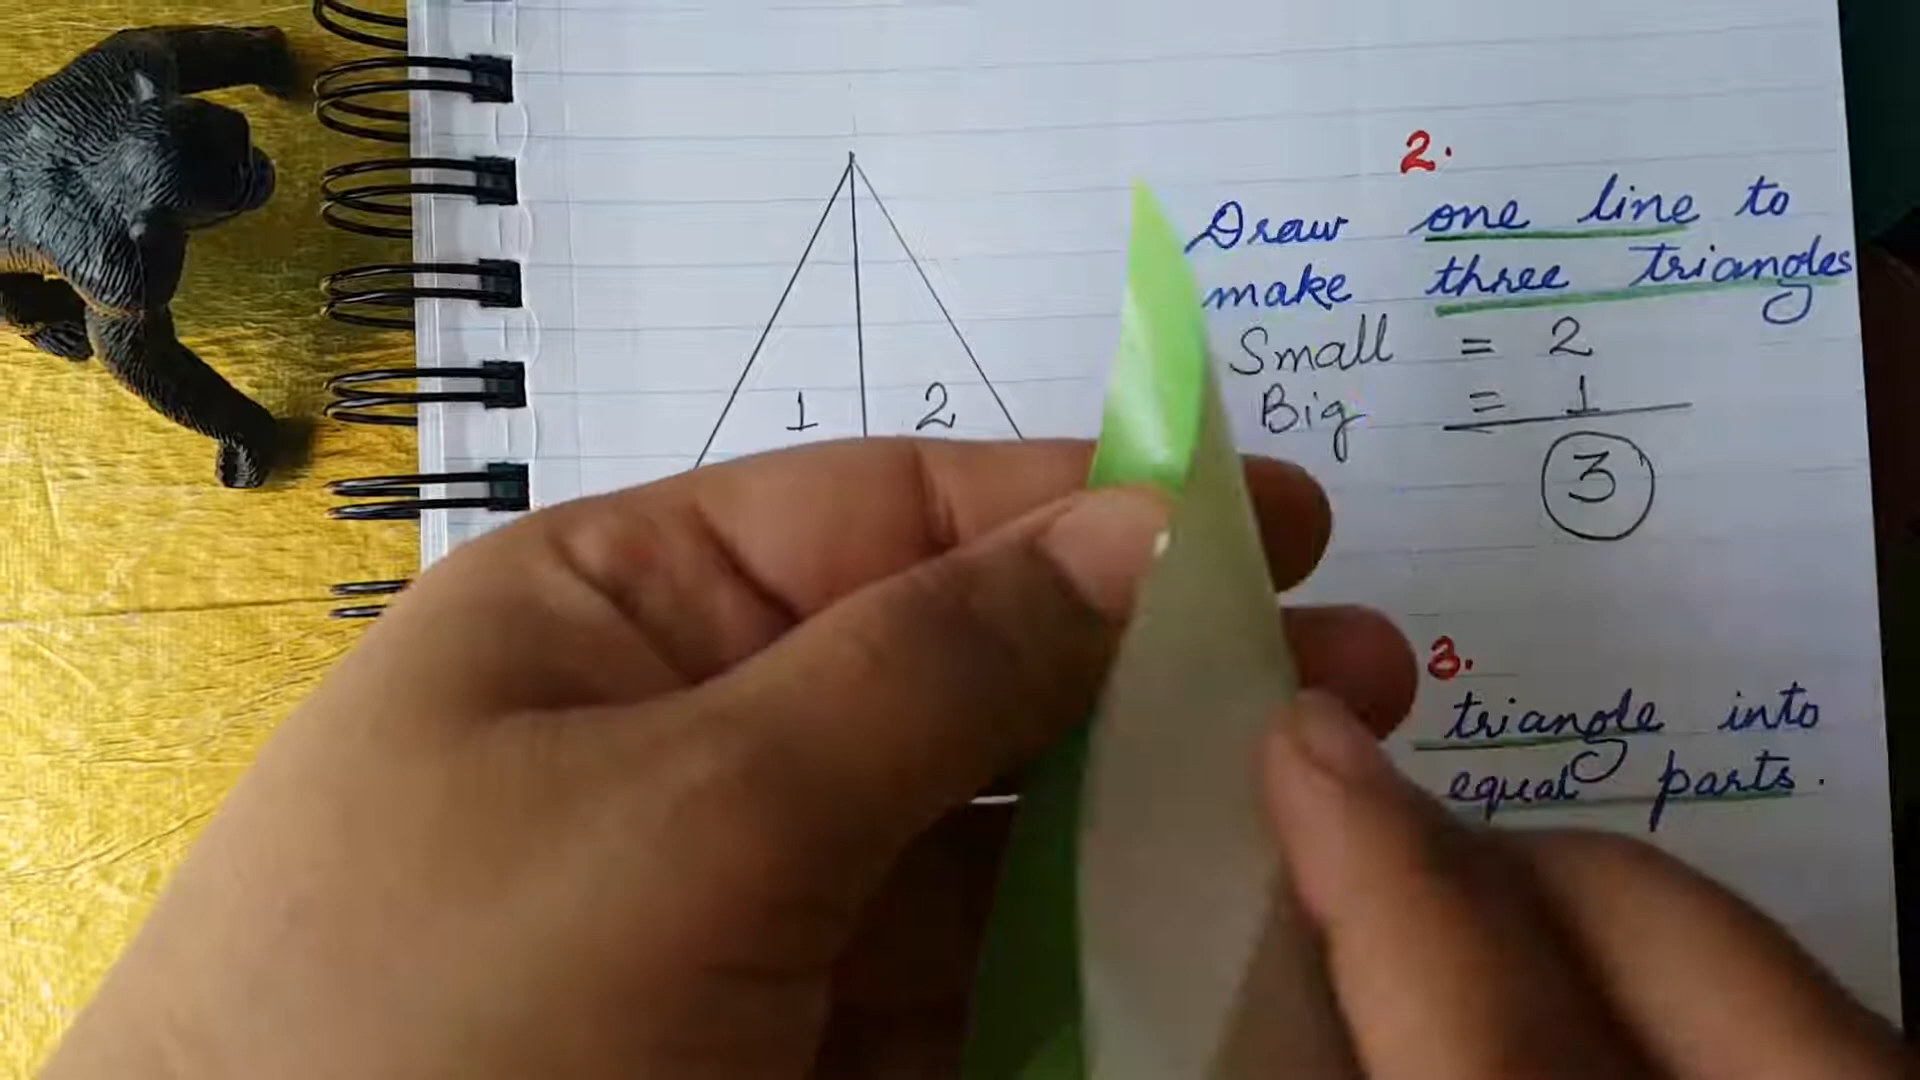 2.
Draw one line to
make three triangles
Small = 2
Big = 1
3
1 2
3.
triangle into
equal parts.